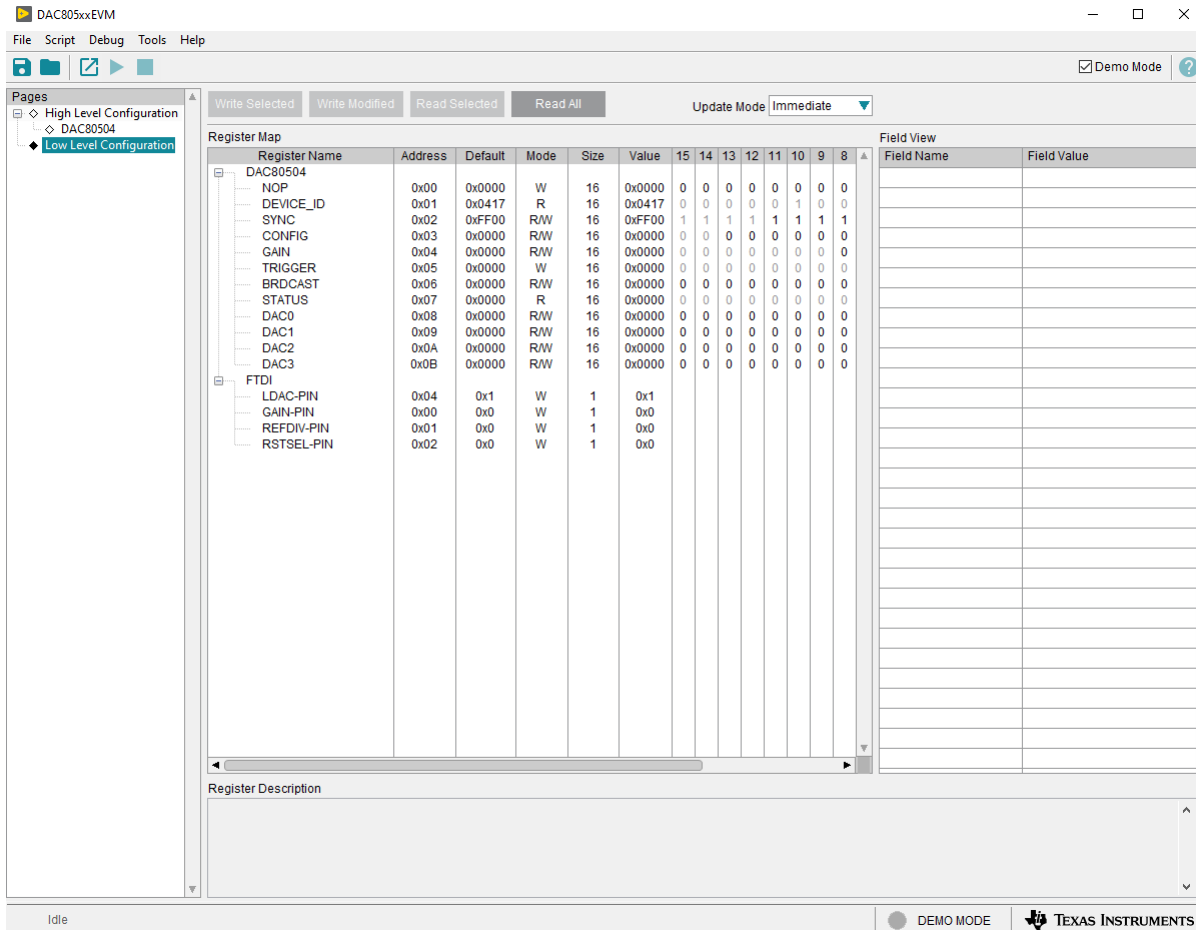 DAC805xxEVM
File Script Debug Tools Help
Demo Mode ?
Pages
High Level Configuration
DAC80504
Low Level Configuration
Write Selected Write Modified Read Selected Read All Update Mode Immediate
Register Map
Register Name Address Default Mode Size Value 15 14 13 12 11 10 9 8
DAC80504
NOP 0x00 0x0000 W 16 0x0000 0 0 0 0 0 0 0 0
DEVICE_ID 0x01 0x0417 R 16 0x0417 0 0 0 0 0 1 0 0
SYNC 0x02 0xFF00 R/W 16 0xFF00 1 1 1 1 1 1 1 1
CONFIG 0x03 0x0000 R/W 16 0x0000 0 0 0 0 0 0 0 0
GAIN 0x04 0x0000 R/W 16 0x0000 0 0 0 0 0 0 0 0
TRIGGER 0x05 0x0000 W 16 0x0000 0 0 0 0 0 0 0 0
BRDCAST 0x06 0x0000 R/W 16 0x0000 0 0 0 0 0 0 0 0
STATUS 0x07 0x0000 R 16 0x0000 0 0 0 0 0 0 0 0
DAC0 0x08 0x0000 R/W 16 0x0000 0 0 0 0 0 0 0 0
DAC1 0x09 0x0000 R/W 16 0x0000 0 0 0 0 0 0 0 0
DAC2 0x0A 0x0000 R/W 16 0x0000 0 0 0 0 0 0 0 0
DAC3 0x0B 0x0000 R/W 16 0x0000 0 0 0 0 0 0 0 0
FTDI
LDAC-PIN 0x04 0x1 W 1 0x1
GAIN-PIN 0x00 0x0 W 1 0x0
REFDIV-PIN 0x01 0x0 W 1 0x0
RSTSEL-PIN 0x02 0x0 W 1 0x0
Field View
Field Name Field Value
Register Description
Idle
DEMO MODE
TEXAS INSTRUMENTS